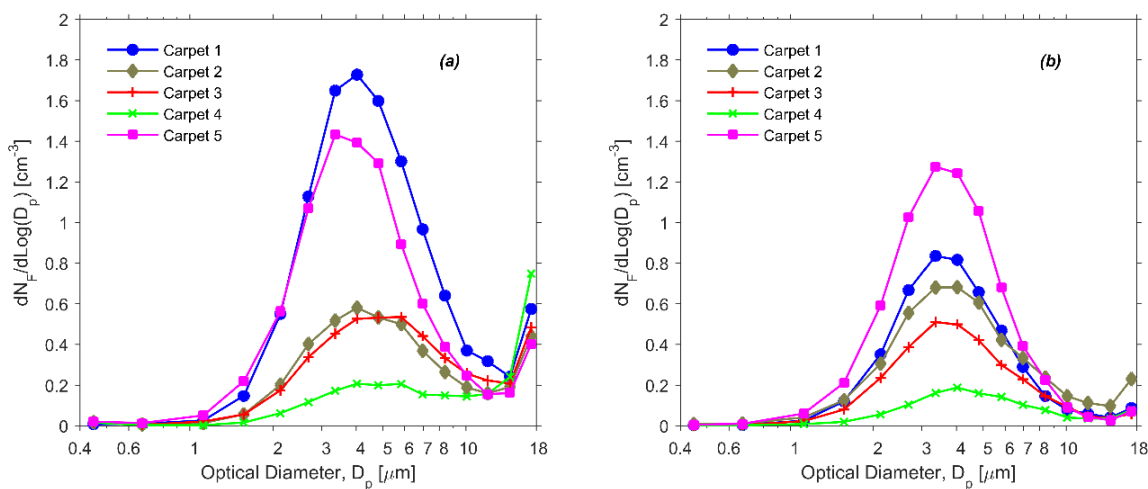 2
1.8
1.6
1.4
1.2
1
0.8
0.6
0.4
0.2
0
dN_F/dLog(D_p) [cm^-3]
Carpet 1
Carpet 2
Carpet 3
Carpet 4
Carpet 5
(a)
0.4 0.6 1 2 3 4 5 6 7 8 10 18
Optical Diameter, D_p [μm]
2
1.8
1.6
1.4
1.2
1
0.8
0.6
0.4
0.2
0
dN_F/dLog(D_p) [cm^-3]
Carpet 1
Carpet 2
Carpet 3
Carpet 4
Carpet 5
(b)
0.4 0.6 1 2 3 4 5 6 7 8 10 18
Optical Diameter, D_p [μm]